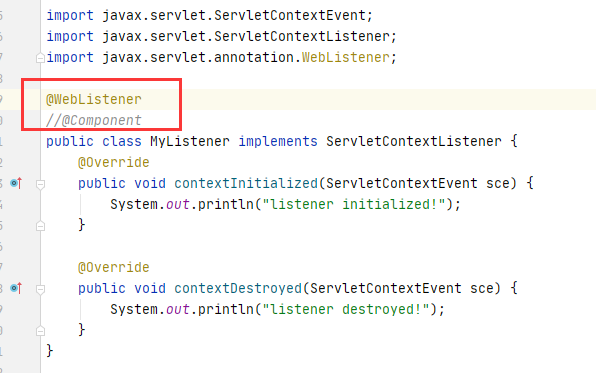 import javax.servlet.ServletContextEvent;
import javax.servlet.ServletContextListener;
import javax.servlet.annotation.WebListener;
@WebListener
//@Component
public class MyListener implements ServletContextListener {
@Override
public void contextInitialized(ServletContextEvent sce) {
System.out.println("listener initialized!");
}
@Override
public void contextDestroyed(ServletContextEvent sce) {
System.out.println("listener destroyed!");
}
}